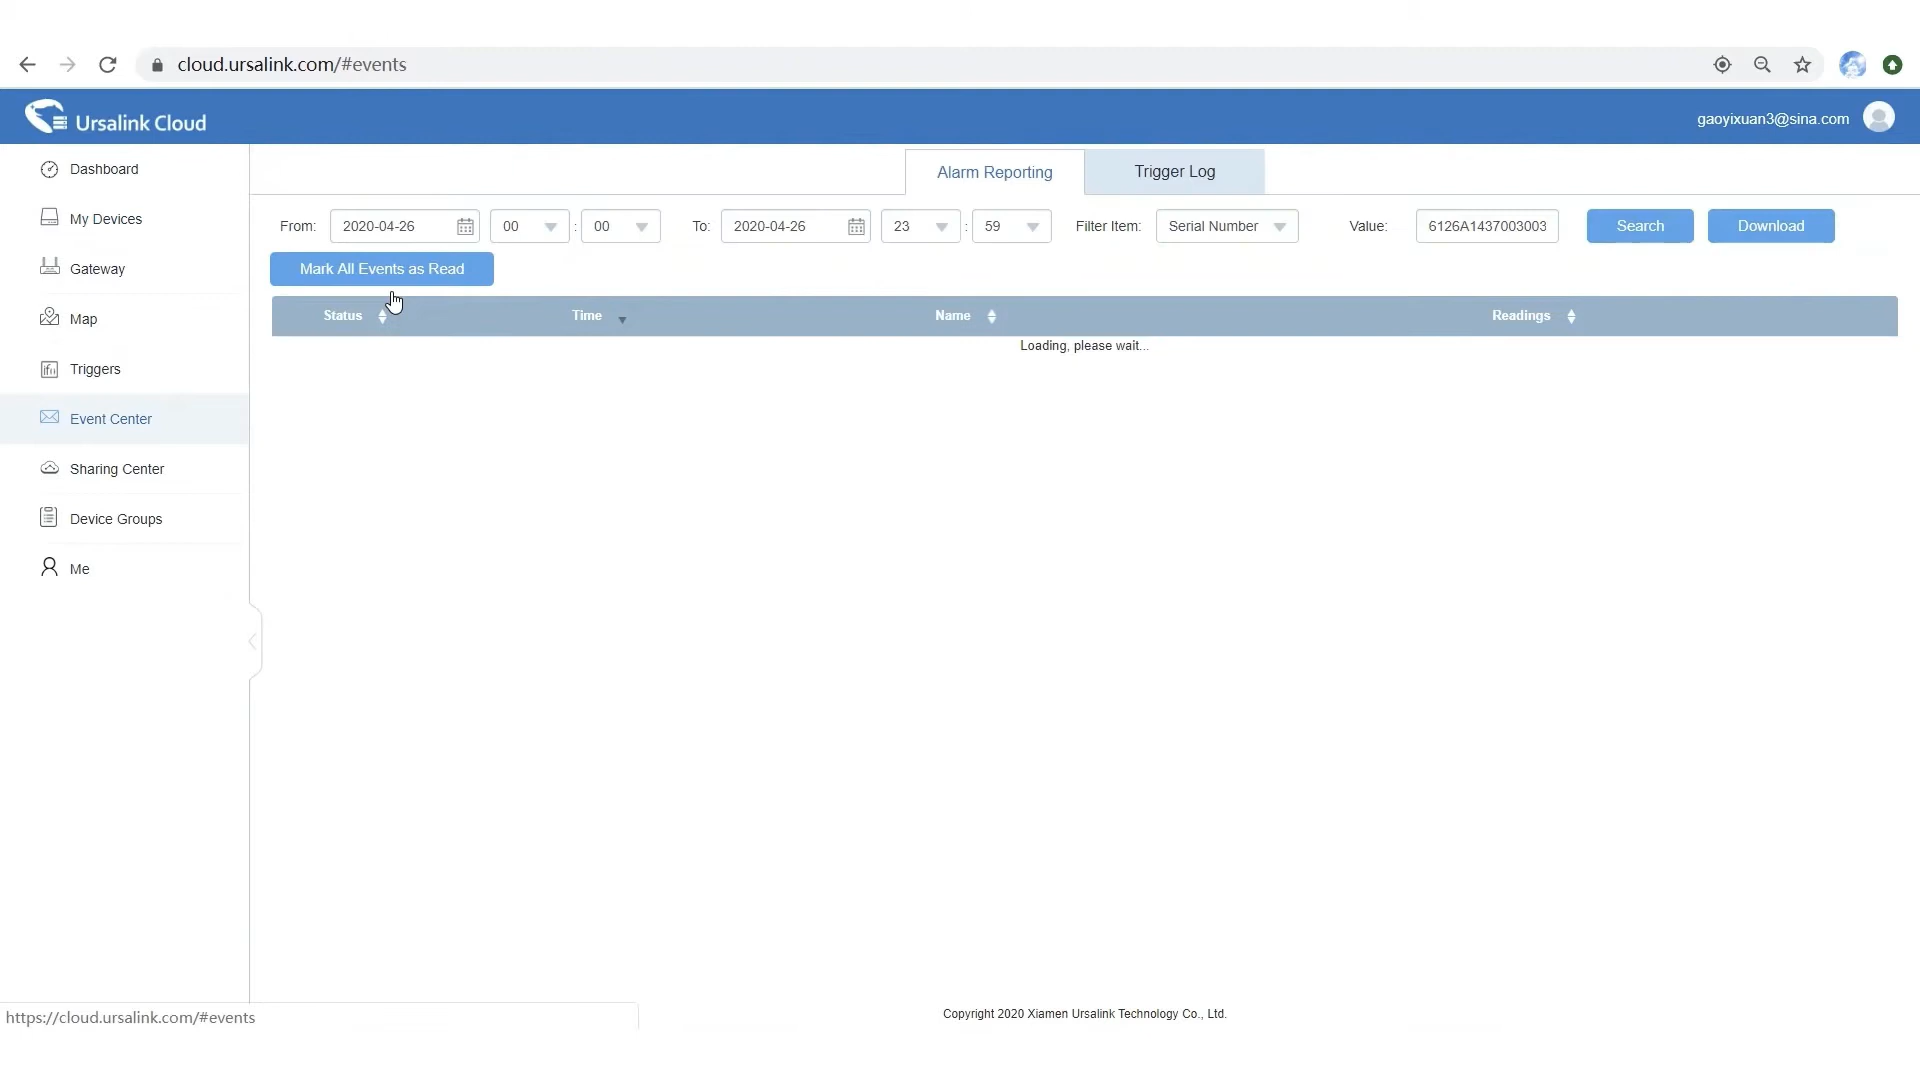 cloud.ursalink.com/#events
Ursalink Cloud
gaoyixuan3@sina.com
Dashboard
My Devices
Gateway
Map
Triggers
Event Center
Sharing Center
Device Groups
Me
Alarm Reporting Trigger Log
From: 2020-04-26 00 : 00 To: 2020-04-26 23 : 59 Filter Item: Serial Number Value: 6126A1437003003 Search Download
Mark All Events as Read
Status Time Name Readings
Loading, please wait...
https://cloud.ursalink.com/#events
Copyright 2020 Xiamen Ursalink Technology Co., Ltd.